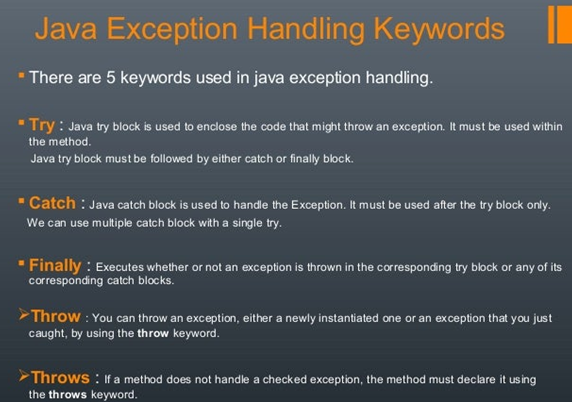 Java Exception Handling Keywords
There are 5 keywords used in java exception handling.
Try : Java try block is used to enclose the code that might throw an exception. It must be used within
the method.
Java try block must be followed by either catch or finally block.
Catch : Java catch block is used to handle the Exception. It must be used after the try block only.
We can use multiple catch block with a single try.
Finally : Executes whether or not an exception is thrown in the corresponding try block or any of its
corresponding catch blocks.
Throw : You can throw an exception, either a newly instantiated one or an exception that you just
caught, by using the throw keyword.
Throws : If a method does not handle a checked exception, the method must declare it using
the throws keyword.